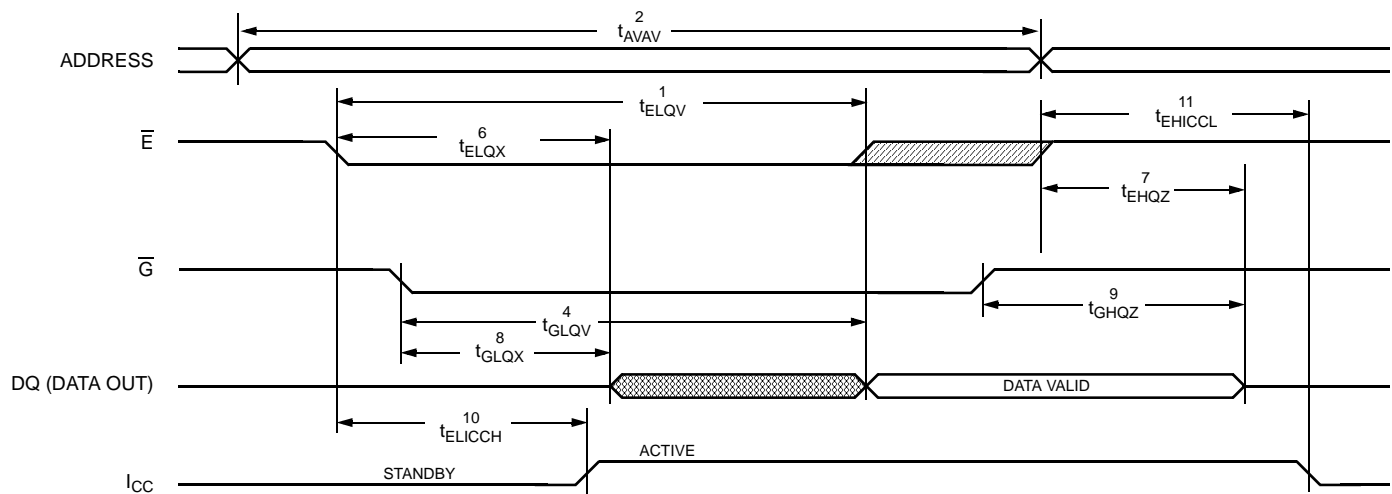 2
tAVAV
ADDRESS
1
tELQV
11
tEHICCL
E
6
tELQX
7
tEHQZ
G
9
tGHQZ
4
tGLQV
8
tGLQX
DQ (DATA OUT)
DATA VALID
10
tELICCH
ACTIVE
STANDBY
ICC